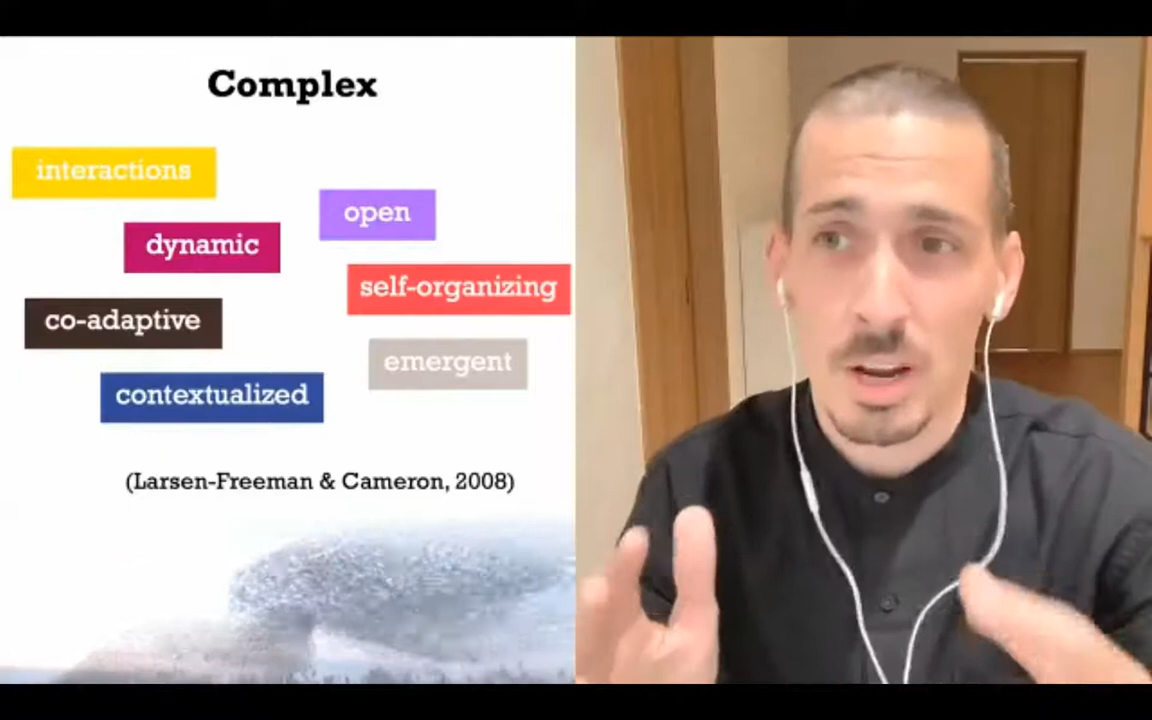 Complex
interactions
open
dynamic
self-organizing
co-adaptive
emergent
contextualized
(Larsen-Freeman & Cameron, 2008)